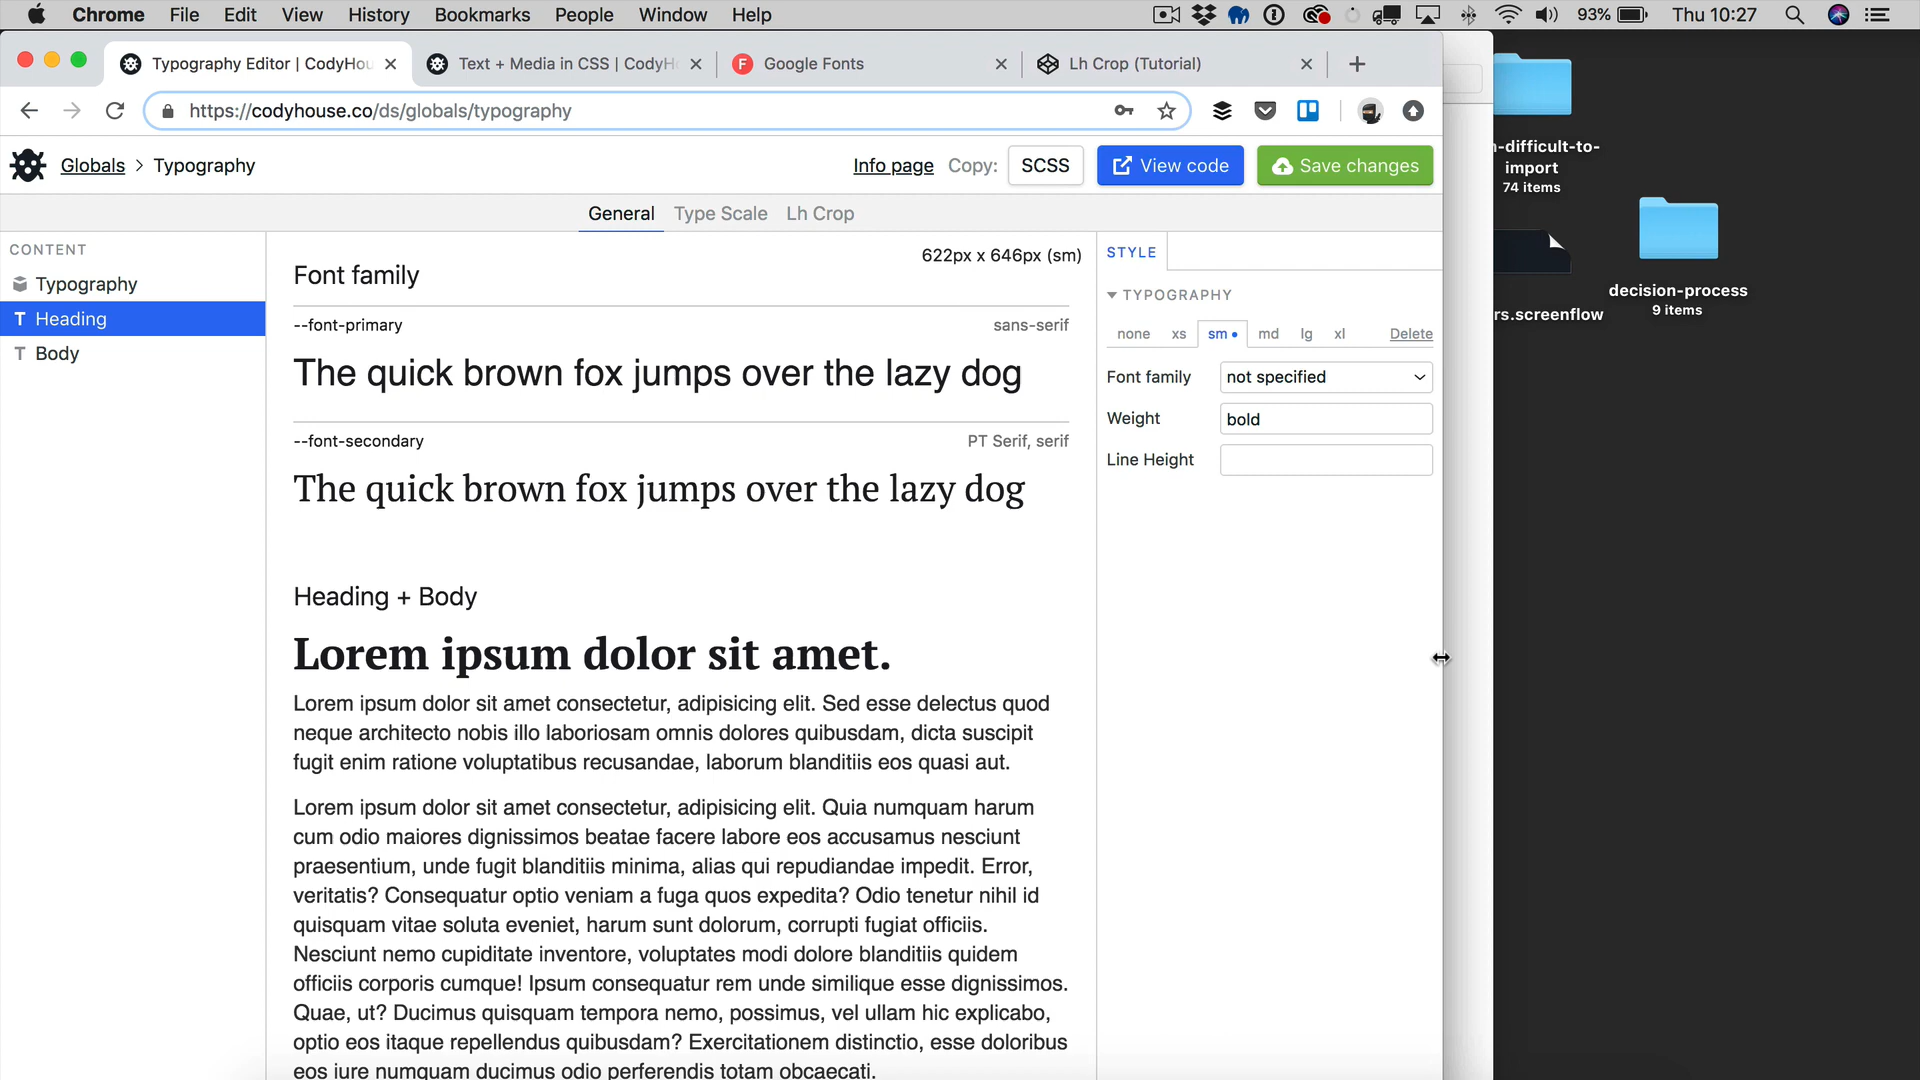 Chrome File Edit View History Bookmarks People Window Help 93% Thu 10:27
Typography Editor | CodyHou Text + Media in CSS | CodyH Google Fonts Lh Crop (Tutorial)
https://codyhouse.co/ds/globals/typography
Globals > Typography Info page Copy: SCSS View code Save changes
General Type Scale Lh Crop
CONTENT
Typography
Heading
Body
622px x 646px (sm)
Font family
--font-primary sans-serif
The quick brown fox jumps over the lazy dog
--font-secondary PT Serif, serif
The quick brown fox jumps over the lazy dog
Heading + Body
Lorem ipsum dolor sit amet.
Lorem ipsum dolor sit amet consectetur, adipisicing elit. Sed esse delectus quod
neque architecto nobis illo laboriosam omnis dolores quibusdam, dicta suscipit
fugit enim ratione voluptatibus recusandae, laborum blanditiis eos quasi aut.
Lorem ipsum dolor sit amet consectetur, adipisicing elit. Quia numquam harum
cum odio maiores dignissimos beatae facere labore eos accusamus nesciunt
praesentium, unde fugit blanditiis minima, alias qui repudiandae impedit. Error,
veritatis? Consequatur optio veniam a fuga quos expedita? Odio tenetur nihil id
quisquam vitae soluta eveniet, harum sunt dolorum, corrupti fugiat officiis.
Nesciunt nemo cupiditate inventore, voluptates modi dolore blanditiis quidem
officiis corporis cumque! Ipsum consequatur rem unde similique esse dignissimos.
Quae, ut? Ducimus quisquam tempora nemo, possimus, vel ullam hic explicabo,
optio eos itaque repellendus quibusdam? Exercitationem distinctio, esse doloribus
eos iure numquam ducimus odio perferendis totam obcaecati.
STYLE
TYPOGRAPHY
none xs sm md lg xl Delete
Font family not specified
Weight bold
Line Height
-difficult-to-
import
74 items
rs.screenflow
decision-process
9 items